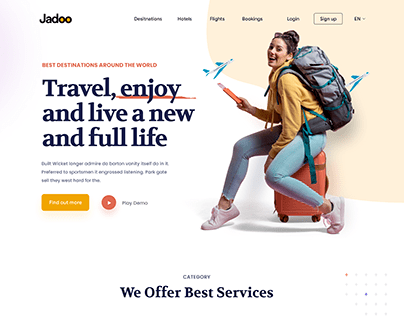 Jadoo
Desitnations Hotels Flights Bookings Login Sign up EN
BEST DESTINATIONS AROUND THE WORLD
Travel, enjoy
and live a new
and full life
Built Wicket longer admire do barton vanity itself do in it.
Preferred to sportsmen it engrossed listening. Park gate
sell they west hard for the.
Find out more Play Demo
CATEGORY
We Offer Best Services